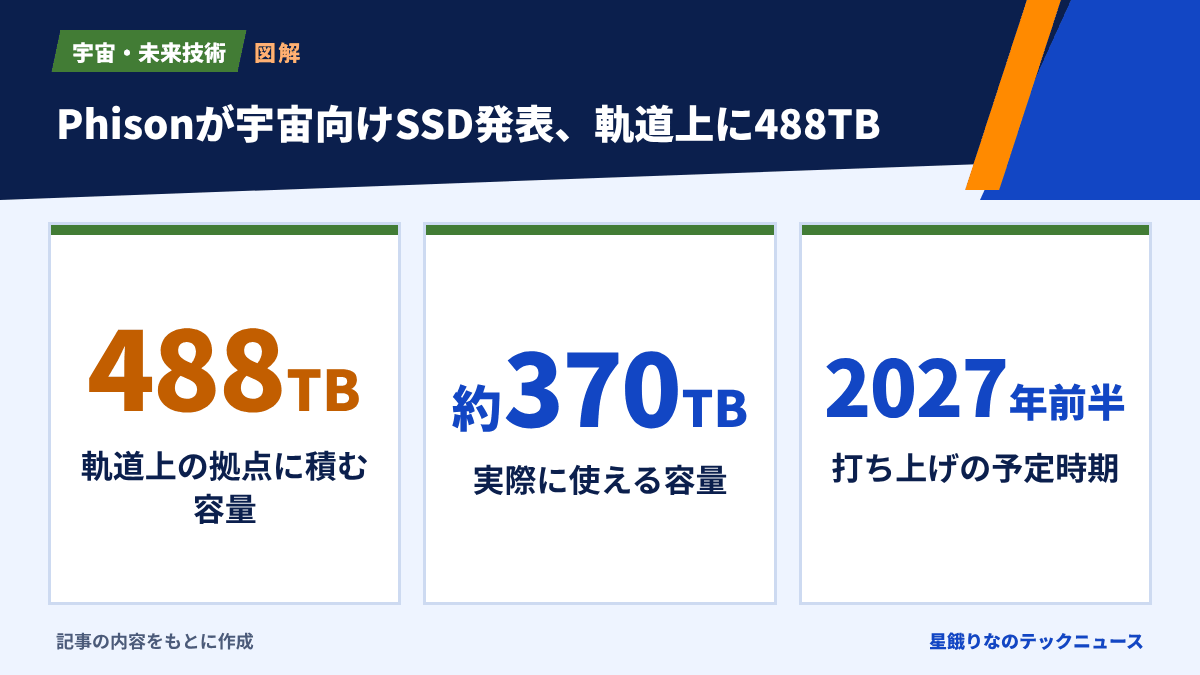 宇宙・未来技術 図解
Phisonが宇宙向けSSD発表、軌道上に488TB
488TB
軌道上の拠点に積む
容量
約370TB
実際に使える容量
2027年前半
打ち上げの予定時期
記事の内容をもとに作成
星餓りなのテックニュース